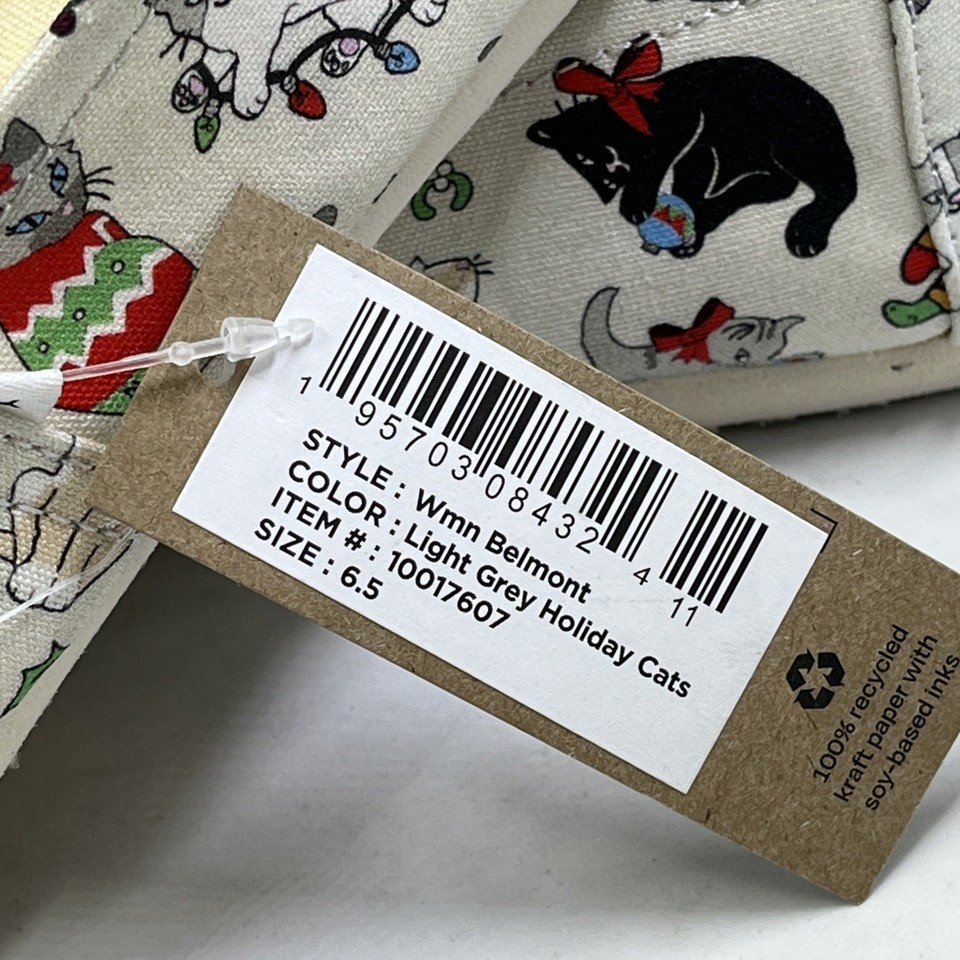 1 95703 08432 4 11
STYLE : Wmn Belmont
COLOR : Light Grey Holiday Cats
ITEM # : 10017607
SIZE : 6.5
100% recycled
kraft paper with
soy-based inks